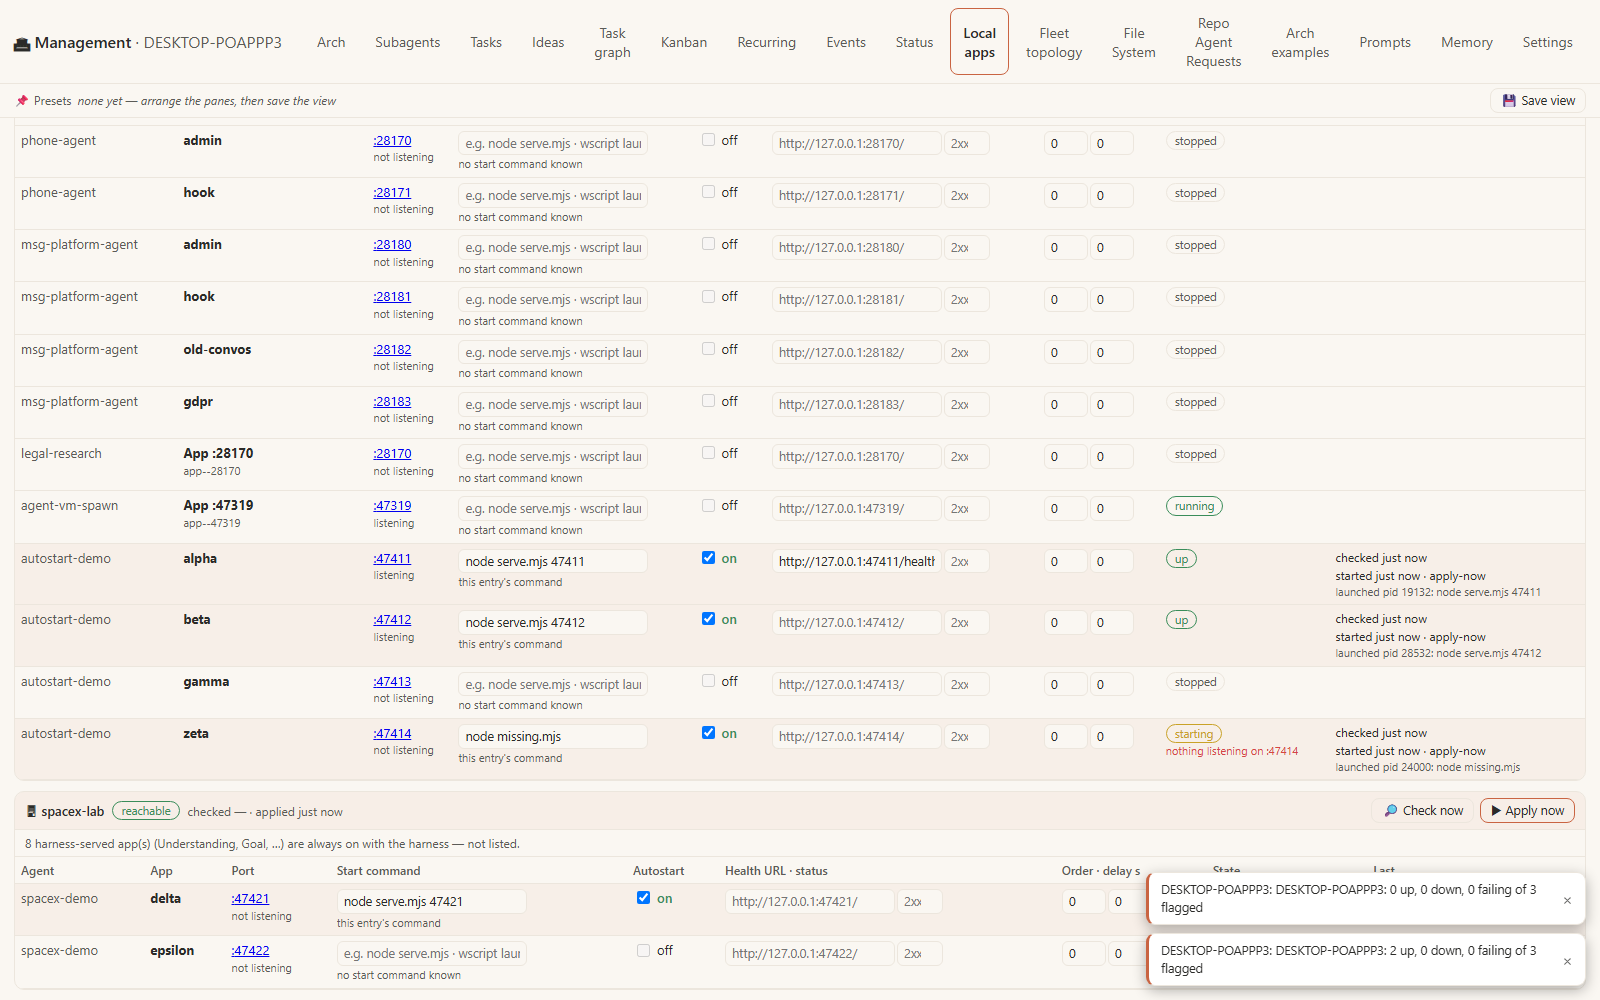 Management · DESKTOP-POAPPP3
Arch
Subagents
Tasks
Ideas
Task graph
Kanban
Recurring
Events
Status
Local apps
Fleet topology
File System
Repo Agent Requests
Arch examples
Prompts
Memory
Settings
Presets none yet — arrange the panes, then save the view
Save view
phone-agent admin :28170 e.g. node serve.mjs · wscript lau off http://127.0.0.1:28170/ 2xx 0 0 stopped
not listening no start command known
phone-agent hook :28171 e.g. node serve.mjs · wscript lau off http://127.0.0.1:28171/ 2xx 0 0 stopped
not listening no start command known
msg-platform-agent admin :28180 e.g. node serve.mjs · wscript lau off http://127.0.0.1:28180/ 2xx 0 0 stopped
not listening no start command known
msg-platform-agent hook :28181 e.g. node serve.mjs · wscript lau off http://127.0.0.1:28181/ 2xx 0 0 stopped
not listening no start command known
msg-platform-agent old-convos :28182 e.g. node serve.mjs · wscript lau off http://127.0.0.1:28182/ 2xx 0 0 stopped
not listening no start command known
msg-platform-agent gdpr :28183 e.g. node serve.mjs · wscript lau off http://127.0.0.1:28183/ 2xx 0 0 stopped
not listening no start command known
legal-research App :28170 :28170 e.g. node serve.mjs · wscript lau off http://127.0.0.1:28170/ 2xx 0 0 stopped
app--28170 not listening no start command known
agent-vm-spawn App :47319 :47319 e.g. node serve.mjs · wscript lau off http://127.0.0.1:47319/ 2xx 0 0 running
app--47319 listening no start command known
autostart-demo alpha :47411 node serve.mjs 47411 on http://127.0.0.1:47411/healt 2xx 0 0 up checked just now
listening this entry's command started just now · apply-now
launched pid 19132: node serve.mjs 47411
autostart-demo beta :47412 node serve.mjs 47412 on http://127.0.0.1:47412/ 2xx 0 0 up checked just now
listening this entry's command started just now · apply-now
launched pid 28532: node serve.mjs 47412
autostart-demo gamma :47413 e.g. node serve.mjs · wscript lau off http://127.0.0.1:47413/ 2xx 0 0 stopped
not listening no start command known
autostart-demo zeta :47414 node missing.mjs on http://127.0.0.1:47414/ 2xx 0 0 starting checked just now
not listening this entry's command nothing listening on :47414 started just now · apply-now
launched pid 24000: node missing.mjs
spacex-lab reachable checked — · applied just now Check now Apply now
8 harness-served app(s) (Understanding, Goal, …) are always on with the harness — not listed.
Agent App Port Start command Autostart Health URL · status Order · delay s State Last
spacex-demo delta :47421 node serve.mjs 47421 on http://127.0.0.1:47421/ 2xx 0 0
not listening this entry's command
spacex-demo epsilon :47422 e.g. node serve.mjs · wscript lau off http://127.0.0.1:47422/ 2xx 0 0
not listening no start command known
DESKTOP-POAPPP3: DESKTOP-POAPPP3: 0 up, 0 down, 0 failing of 3
flagged
DESKTOP-POAPPP3: DESKTOP-POAPPP3: 2 up, 0 down, 0 failing of 3
flagged